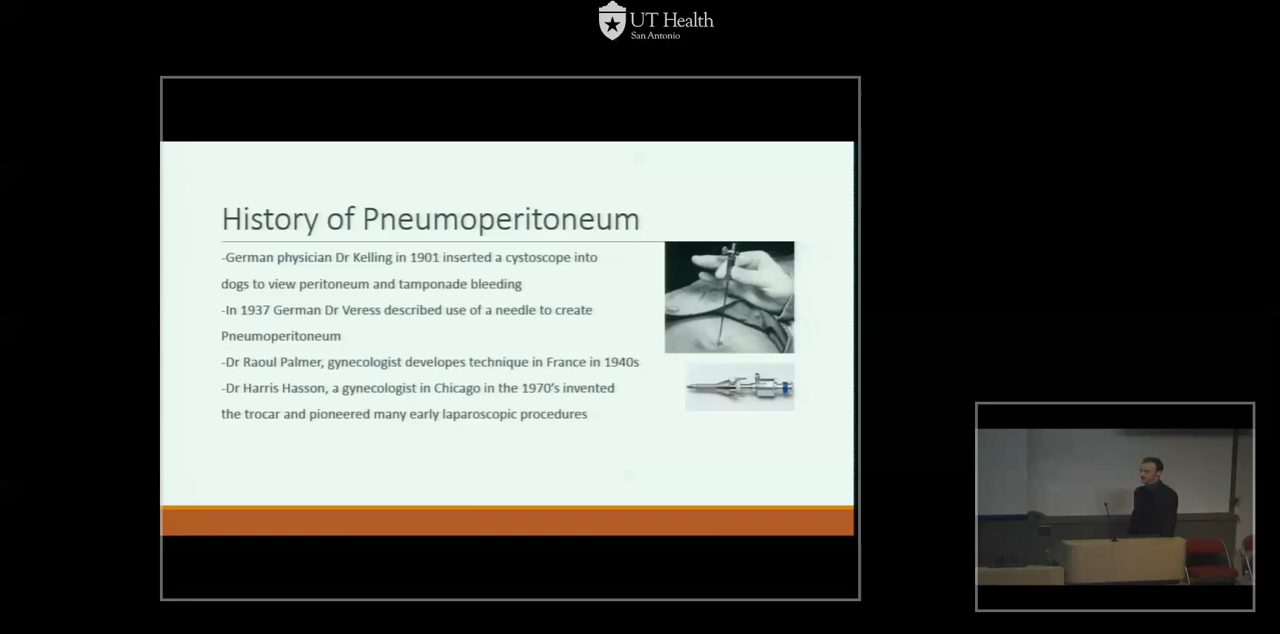 UT Health
San Antonio
History of Pneumoperitoneum
-German physician Dr Kelling in 1901 inserted a cystoscope into
dogs to view peritoneum and tamponade bleeding
-In 1937 German Dr Veress described use of a needle to create
Pneumoperitoneum
-Dr Raoul Palmer, gynecologist developes technique in France in 1940s
-Dr Harris Hasson, a gynecologist in Chicago in the 1970's invented
the trocar and pioneered many early laparoscopic procedures